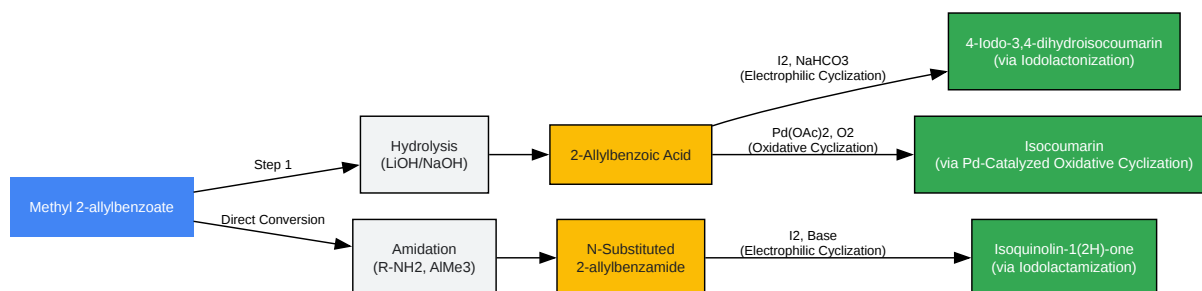 4-Iodo-3,4-dihydroisocoumarin
(via Iodolactonization)
I2, NaHCO3
(Electrophilic Cyclization)
Hydrolysis
(LiOH/NaOH)
2-Allylbenzoic Acid
Pd(OAc)2, O2
(Oxidative Cyclization)
Isocoumarin
(via Pd-Catalyzed Oxidative Cyclization)
Step 1
Methyl 2-allylbenzoate
Direct Conversion
Amidation
(R-NH2, AlMe3)
N-Substituted
2-allylbenzamide
I2, Base
(Electrophilic Cyclization)
Isoquinolin-1(2H)-one
(via Iodolactamization)